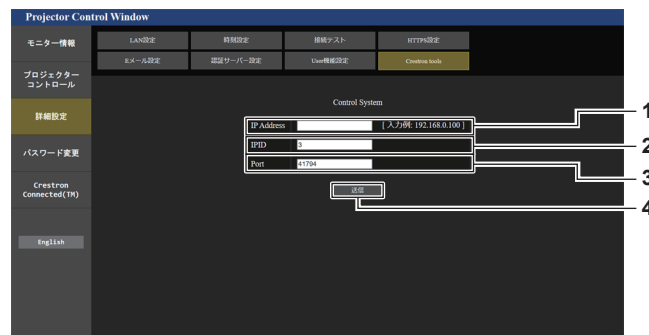 Projector Control Window
モニター情報
プロジェクター
コントロール
詳細設定
パスワード変更
Crestron
Connected(TM)
English
LAN設定
時刻設定
接続テスト
HTTPS設定
Eメール設定
認証サーバー設定
User機能設定
Crestron tools
Control System
IP Address
[ 入力例: 192.168.0.100 ]
IPID
3
Port
41794
送信
1
2
3
4